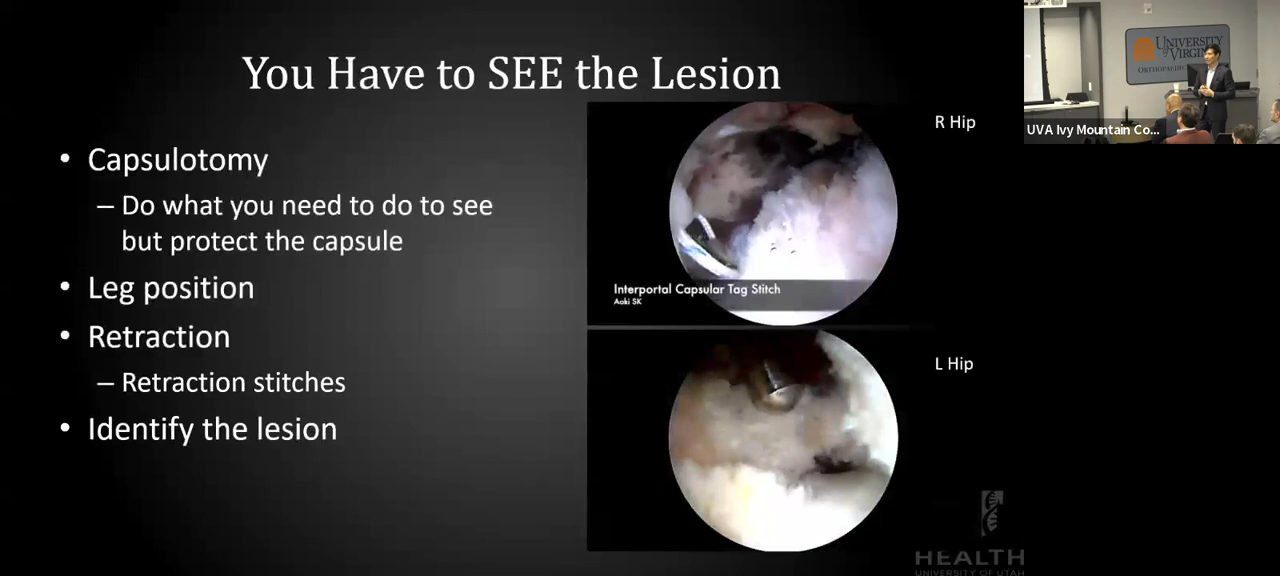 You Have to SEE the Lesion
• Capsulotomy
– Do what you need to do to see
but protect the capsule
• Leg position
• Retraction
– Retraction stitches
• Identify the lesion
R Hip
Interportal Capsular Tag Stitch
Aoki SK
L Hip
HEALTH
UNIVERSITY OF UTAH
UNIVERSITY
of VIRGIN
ORTHOPAEDIC
UVA Ivy Mountain Co...